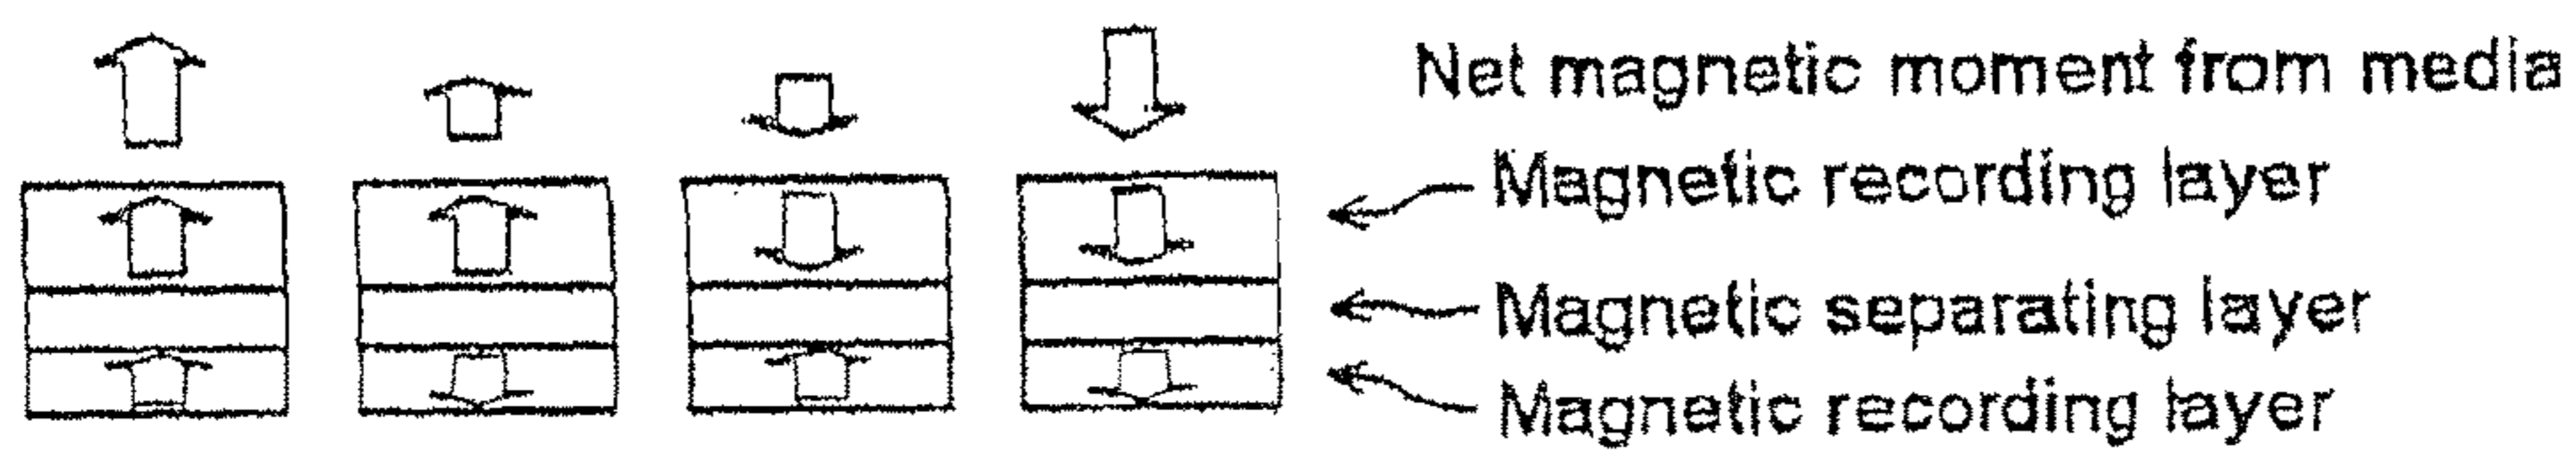 Net magnetic moment from media
Magnetic recording layer
Magnetic separating layer
Magnetic recording layer